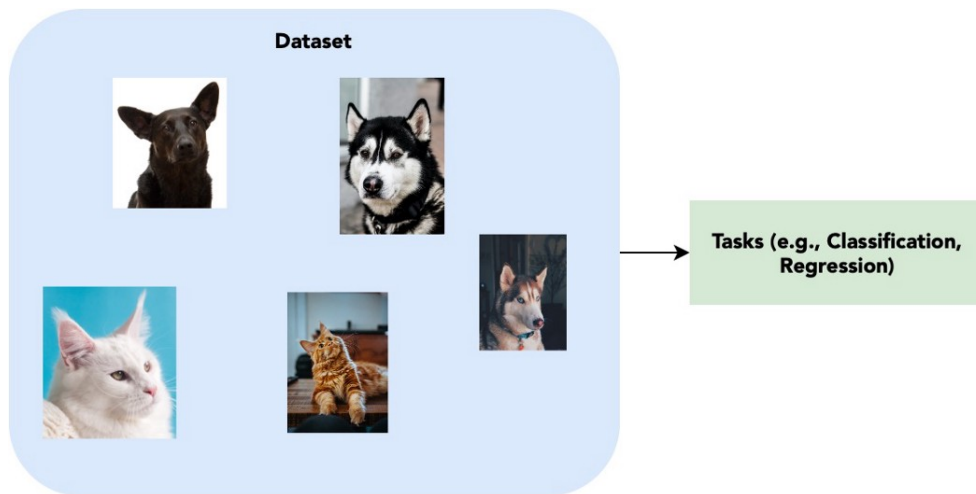 Dataset
Tasks (e.g., Classification,
Regression)